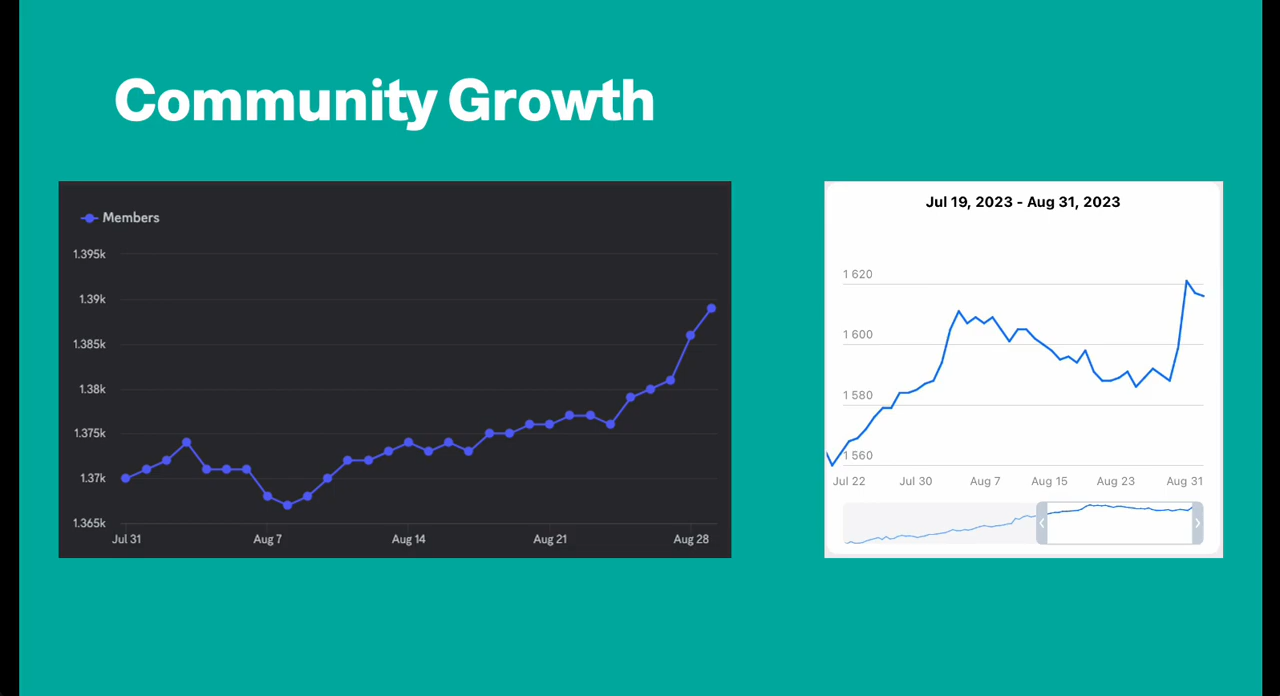 Community Growth
Members
1.395k
1.39k
1.385k
1.38k
1.375k
1.37k
1.365k
Jul 31 Aug 7 Aug 14 Aug 21 Aug 28
Jul 19, 2023 - Aug 31, 2023
1 620
1 600
1 580
1 560
Jul 22 Jul 30 Aug 7 Aug 15 Aug 23 Aug 31